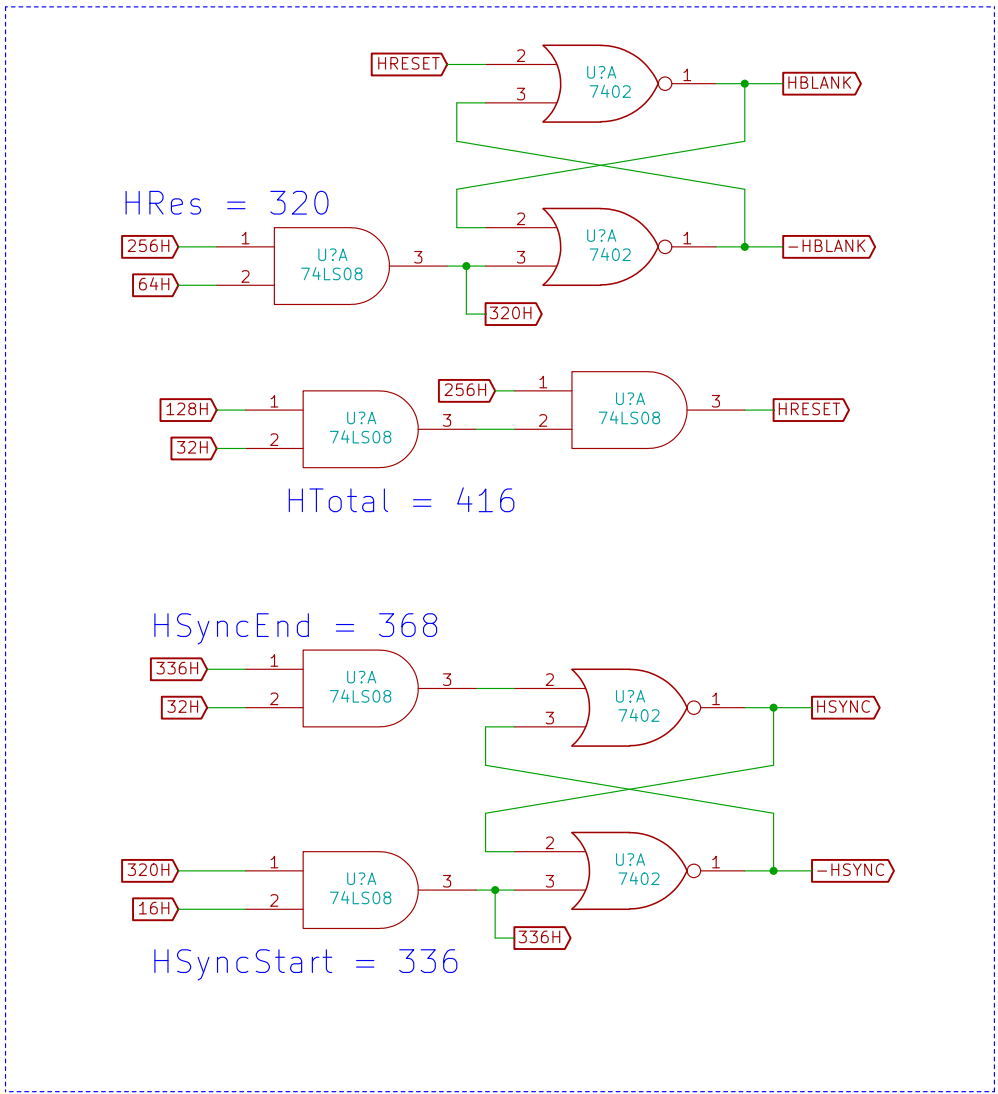 HRESET 2 U?A 7402 1 HBLANK
3
HRes = 320
256H 1 U?A 74LS08 3
64H 2
2 U?A 7402 1 -HBLANK
3
320H
128H 1 U?A 74LS08 3
32H 2
256H 1 U?A 74LS08 3 HRESET
2
HTotal = 416
HSyncEnd = 368
336H 1 U?A 74LS08 3
32H 2
2 U?A 7402 1 HSYNC
3
320H 1 U?A 74LS08 3
16H 2
2 U?A 7402 1 -HSYNC
3
336H
HSyncStart = 336